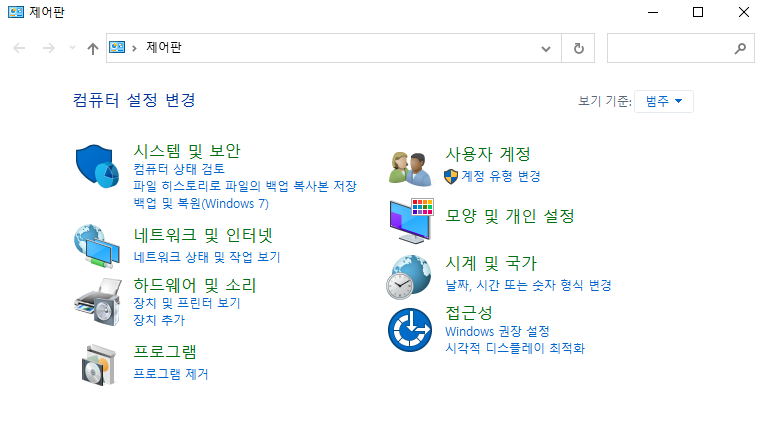 제어판
제어판
컴퓨터 설정 변경
보기 기준: 범주
시스템 및 보안
컴퓨터 상태 검토
파일 히스토리로 파일의 백업 복사본 저장
백업 및 복원(Windows 7)
네트워크 및 인터넷
네트워크 상태 및 작업 보기
하드웨어 및 소리
장치 및 프린터 보기
장치 추가
프로그램
프로그램 제거
사용자 계정
계정 유형 변경
모양 및 개인 설정
시계 및 국가
날짜, 시간 또는 숫자 형식 변경
접근성
Windows 권장 설정
시각적 디스플레이 최적화